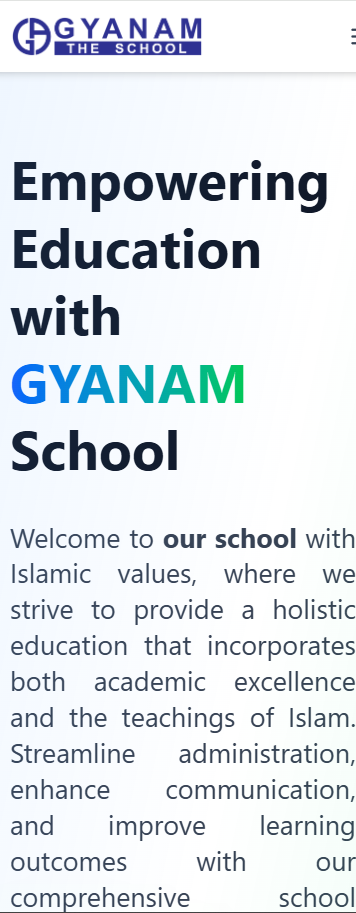 GYANAM
THE SCHOOL
Empowering
Education
with
GYANAM
School
Welcome to our school with
Islamic values, where we
strive to provide a holistic
education that incorporates
both academic excellence
and the teachings of Islam.
Streamline administration,
enhance communication,
and improve learning
outcomes with our
comprehensive school